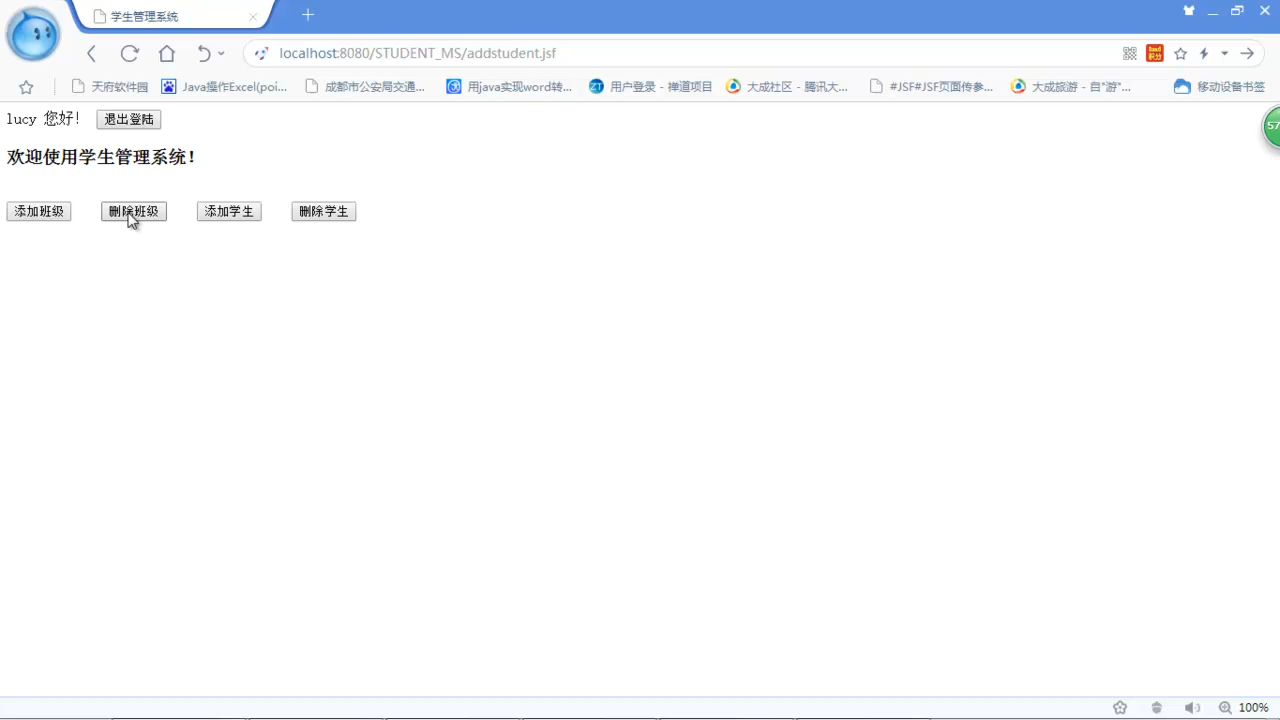 学生管理系统
localhost:8080/STUDENT_MS/addstudent.jsf
天府软件园 Java操作Excel(poi... 成都市公安局交通... 用java实现word转... 用户登录 - 禅道项目 大成社区 - 腾讯大... #JSF#JSF页面传参... 大成旅游 - 自"游"... 移动设备书签
lucy 您好! 退出登陆
57
欢迎使用学生管理系统!
添加班级 删除班级 添加学生 删除学生
100%